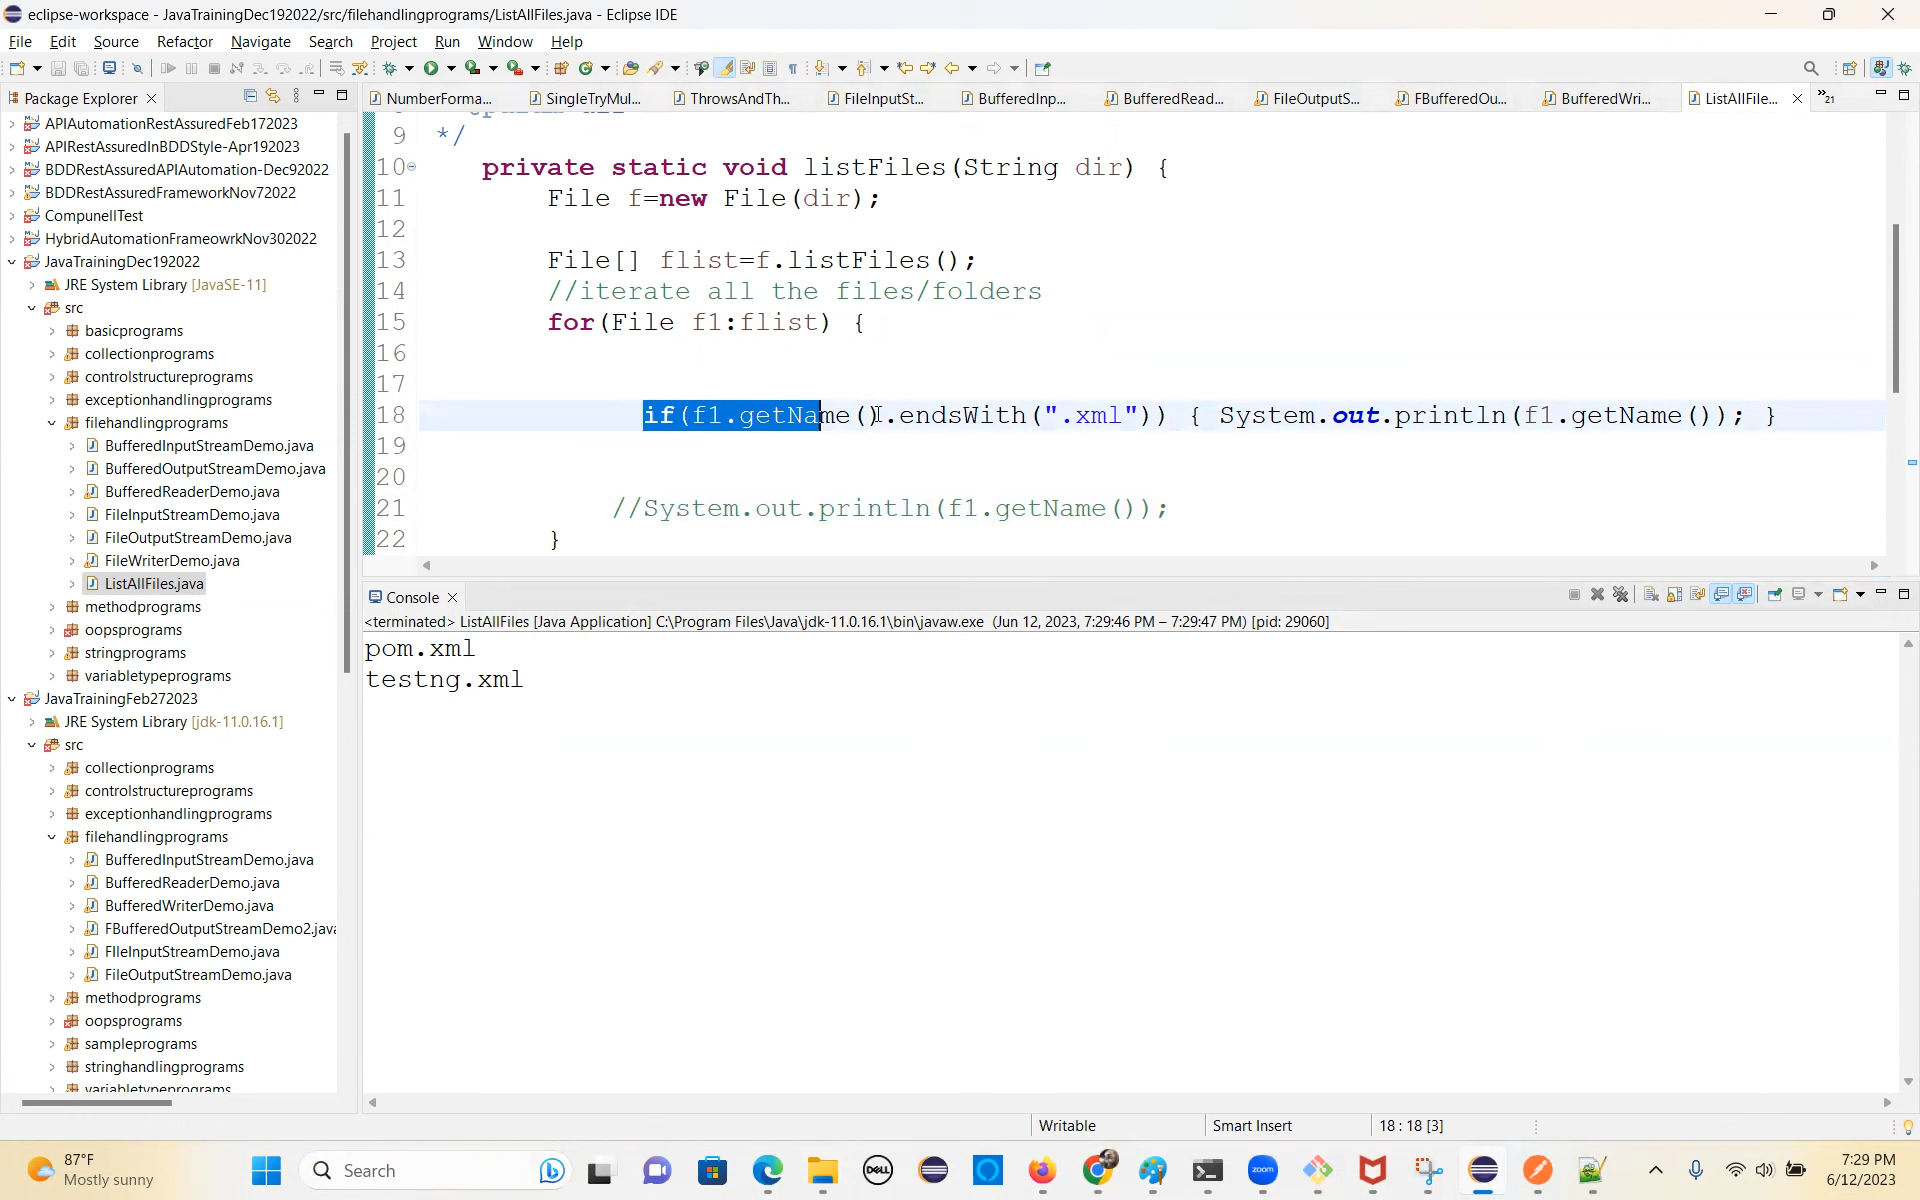 eclipse-workspace - JavaTrainingDec192022/src/filehandlingprograms/ListAllFiles.java - Eclipse IDE
File Edit Source Refactor Navigate Search Project Run Window Help
Package Explorer
NumberForma... SingleTryMul... ThrowsAndTh... FileInputSt... BufferedInp... BufferedRead... FileOutputS... FBufferedOu... BufferedWri... ListAllFile... »21
APIAutomationRestAssuredFeb172023
APIRestAssuredInBDDStyle-Apr192023
BDDRestAssuredAPIAutomation-Dec92022
BDDRestAssuredFrameworkNov72022
CompunellTest
HybridAutomationFrameowrkNov302022
JavaTrainingDec192022
JRE System Library [JavaSE-11]
src
basicprograms
collectionprograms
controlstructureprograms
exceptionhandlingprograms
filehandlingprograms
BufferedInputStreamDemo.java
BufferedOutputStreamDemo.java
BufferedReaderDemo.java
FileInputStreamDemo.java
FileOutputStreamDemo.java
FileWriterDemo.java
ListAllFiles.java
methodprograms
oopsprograms
stringprograms
variabletypeprograms
JavaTrainingFeb272023
JRE System Library [jdk-11.0.16.1]
src
collectionprograms
controlstructureprograms
exceptionhandlingprograms
filehandlingprograms
BufferedInputStreamDemo.java
BufferedReaderDemo.java
BufferedWriterDemo.java
FBufferedOutputStreamDemo2.java
FIleInputStreamDemo.java
FileOutputStreamDemo.java
methodprograms
oopsprograms
sampleprograms
stringhandlingprograms
variabletypeprograms
9 */
10 private static void listFiles(String dir) {
11 File f=new File(dir);
12
13 File[] flist=f.listFiles();
14 //iterate all the files/folders
15 for(File f1:flist) {
16
17
18 if(f1.getName().endsWith(".xml")) { System.out.println(f1.getName()); }
19
20
21 //System.out.println(f1.getName());
22 }
Console
<terminated> ListAllFiles [Java Application] C:\Program Files\Java\jdk-11.0.16.1\bin\javaw.exe (Jun 12, 2023, 7:29:46 PM – 7:29:47 PM) [pid: 29060]
pom.xml
testng.xml
Writable Smart Insert 18 : 18 [3]
87°F
Mostly sunny
Search
DELL
zoom
7:29 PM
6/12/2023